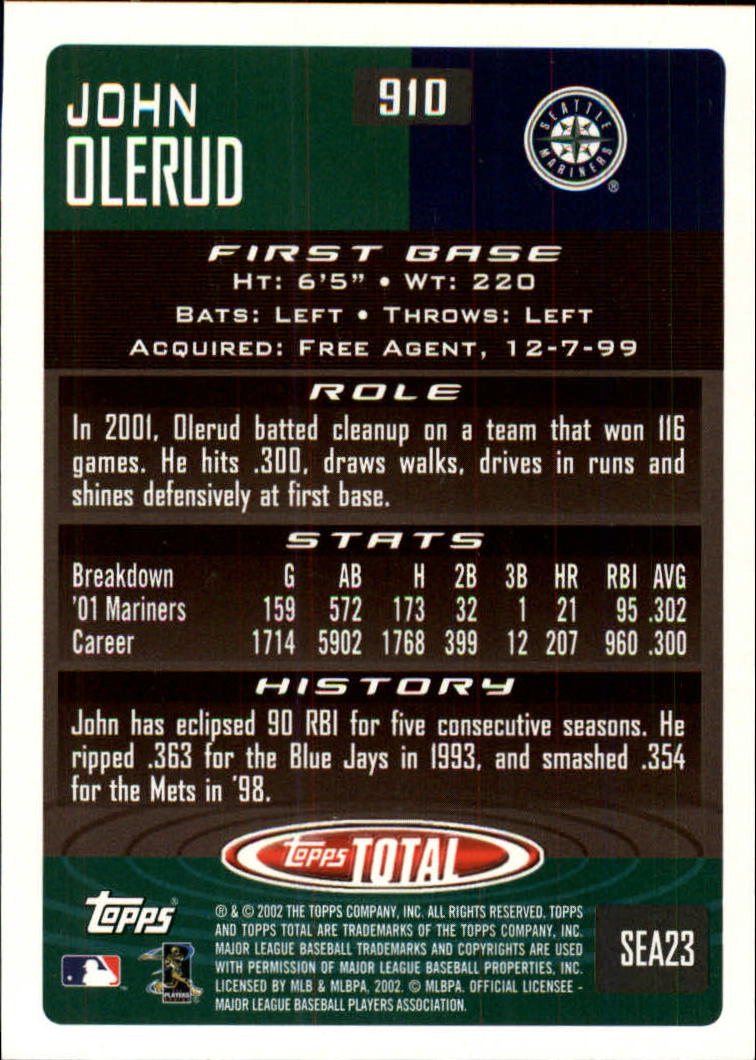 JOHN
OLERUD
910
SEATTLE
MARINERS
®
FIRST BASE
HT: 6'5" • WT: 220
BATS: LEFT • THROWS: LEFT
ACQUIRED: FREE AGENT, 12-7-99
ROLE
In 2001, Olerud batted cleanup on a team that won 116
games. He hits .300, draws walks, drives in runs and
shines defensively at first base.
STATS
Breakdown G AB H 2B 3B HR RBI AVG
'01 Mariners 159 572 173 32 1 21 95 .302
Career 1714 5902 1768 399 12 207 960 .300
HISTORY
John has eclipsed 90 RBI for five consecutive seasons. He
ripped .363 for the Blue Jays in 1993, and smashed .354
for the Mets in '98.
topps TOTAL
topps®
® & © 2002 THE TOPPS COMPANY, INC. ALL RIGHTS RESERVED. TOPPS
AND TOPPS TOTAL ARE TRADEMARKS OF THE TOPPS COMPANY, INC.
MAJOR LEAGUE BASEBALL TRADEMARKS AND COPYRIGHTS ARE USED
WITH PERMISSION OF MAJOR LEAGUE BASEBALL PROPERTIES, INC.
LICENSED BY MLB & MLBPA, 2002. © MLBPA. OFFICIAL LICENSEE -
MAJOR LEAGUE BASEBALL PLAYERS ASSOCIATION.
PLAYERS
SEA23